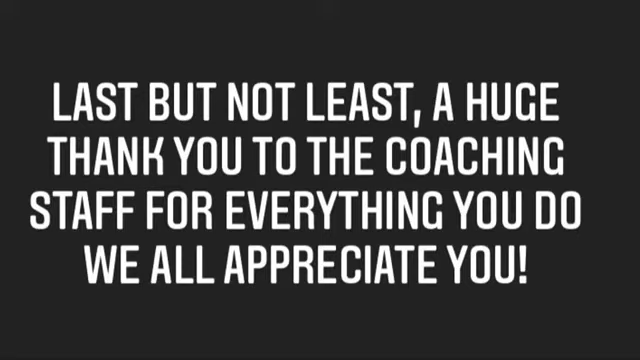 LAST BUT NOT LEAST, A HUGE
THANK YOU TO THE COACHING
STAFF FOR EVERYTHING YOU DO
WE ALL APPRECIATE YOU!